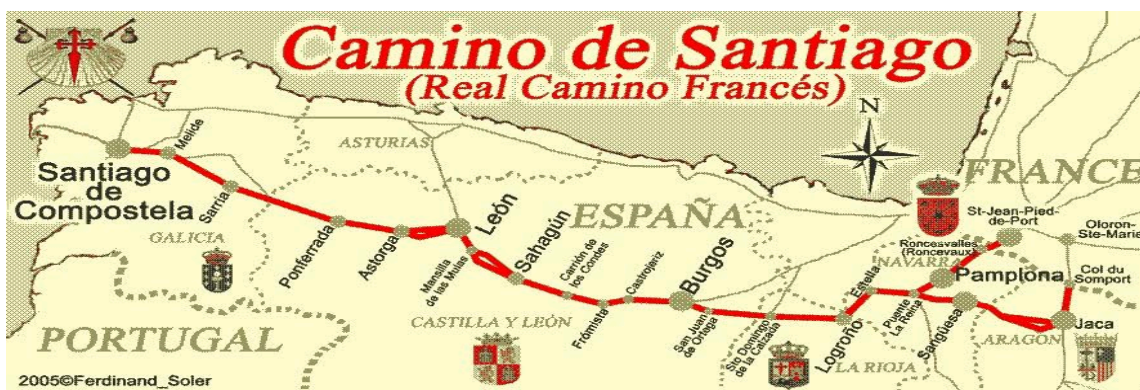 Camino de Santiago
(Real Camino Francés)
N
FRANCE
ASTURIAS
Melide
Santiago
de
Compostela
Sarria
GALICIA
Ponferrada
Astorga
León
Mansilla
de las Mulas
Sahagún
ESPAÑA
Carrión de
los Condes
Frómista
Castrojeriz
Burgos
San Juan
de Ortega
Sto Domingo
de la Calzada
Logroño
Estella
Puente
La Reina
St-Jean-Pied-
de-Port
Roncesvalles
(Roncevaux)
NAVARRA
Pamplona
Oloron-
Ste-Marie
Col du
Somport
Sangüesa
Jaca
ARAGON
LA RIOJA
CASTILLA Y LEÓN
PORTUGAL
2005©Ferdinand_Soler